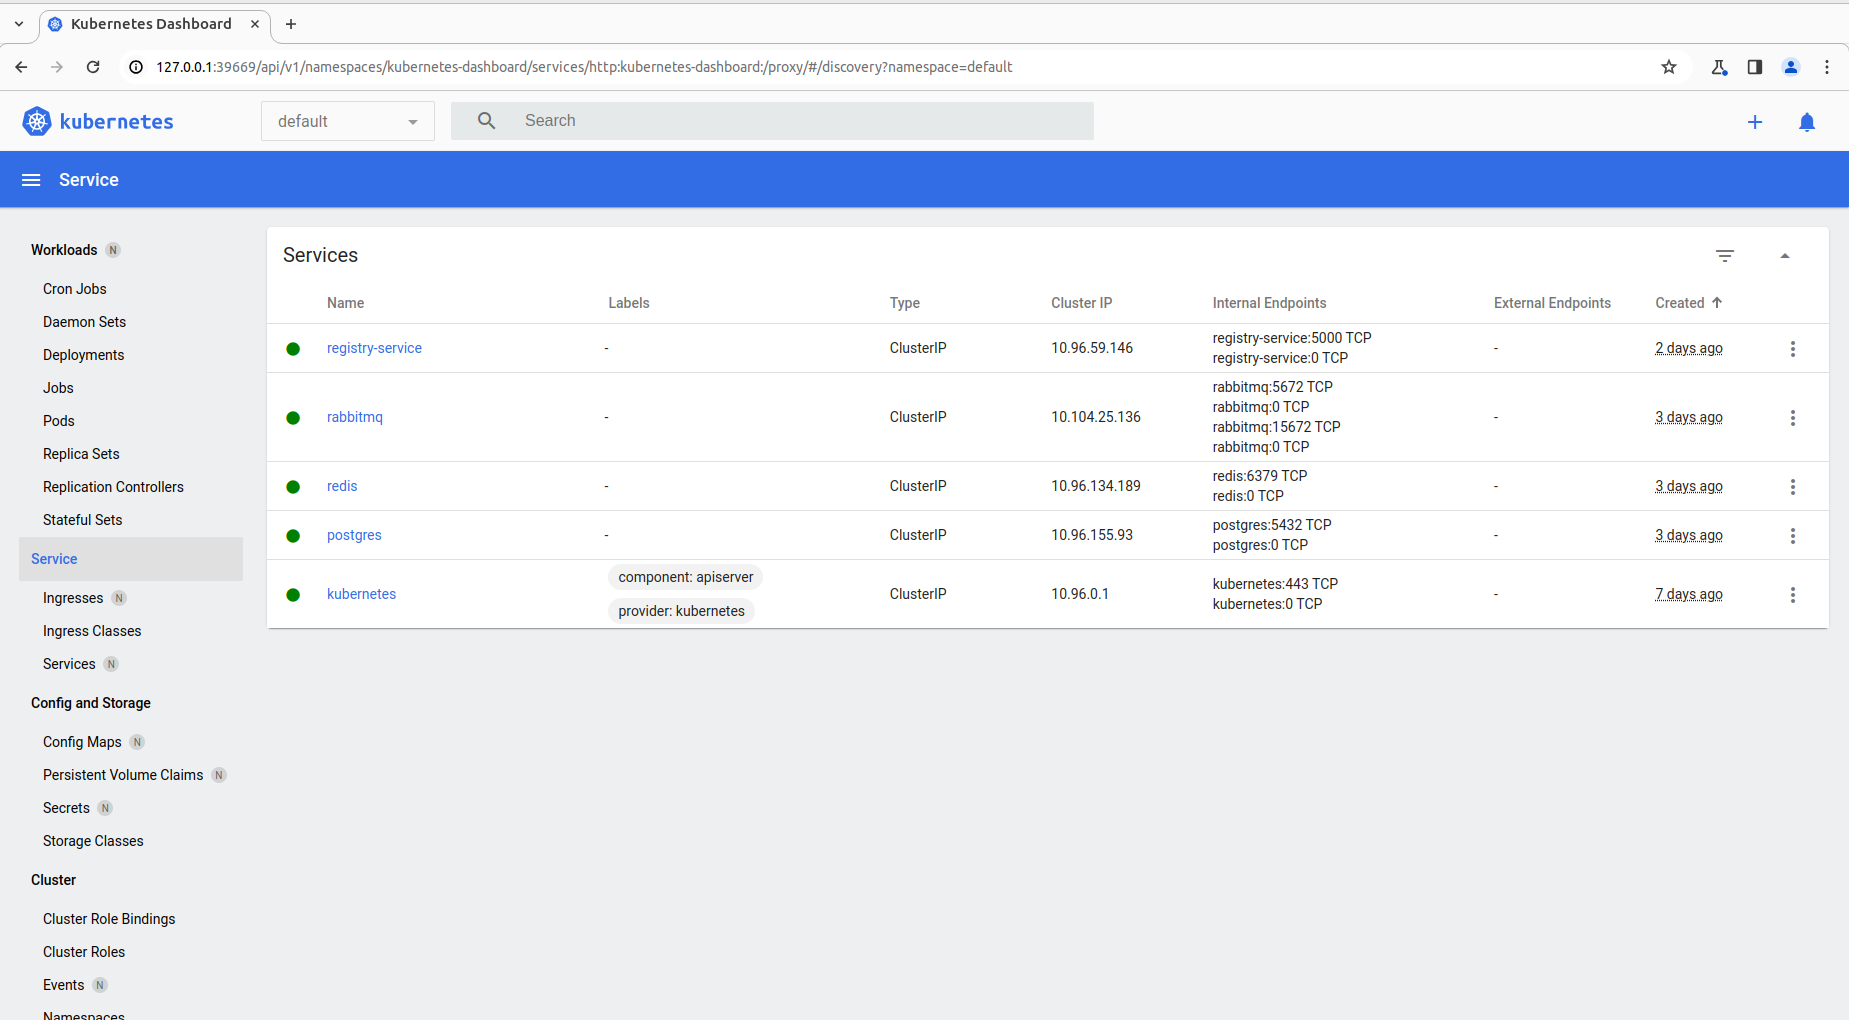 Kubernetes Dashboard
127.0.0.1:39669/api/v1/namespaces/kubernetes-dashboard/services/http:kubernetes-dashboard:/proxy/#/discovery?namespace=default
kubernetes
default
Search
Service
Workloads N
Cron Jobs
Daemon Sets
Deployments
Jobs
Pods
Replica Sets
Replication Controllers
Stateful Sets
Service
Ingresses N
Ingress Classes
Services N
Config and Storage
Config Maps N
Persistent Volume Claims N
Secrets N
Storage Classes
Cluster
Cluster Role Bindings
Cluster Roles
Events N
Namespaces
Services
Name Labels Type Cluster IP Internal Endpoints External Endpoints Created
registry-service - ClusterIP 10.96.59.146 registry-service:5000 TCP - 2 days ago
registry-service:0 TCP
rabbitmq - ClusterIP 10.104.25.136 rabbitmq:5672 TCP - 3 days ago
rabbitmq:0 TCP
rabbitmq:15672 TCP
rabbitmq:0 TCP
redis - ClusterIP 10.96.134.189 redis:6379 TCP - 3 days ago
redis:0 TCP
postgres - ClusterIP 10.96.155.93 postgres:5432 TCP - 3 days ago
postgres:0 TCP
kubernetes component: apiserver ClusterIP 10.96.0.1 kubernetes:443 TCP - 7 days ago
provider: kubernetes kubernetes:0 TCP